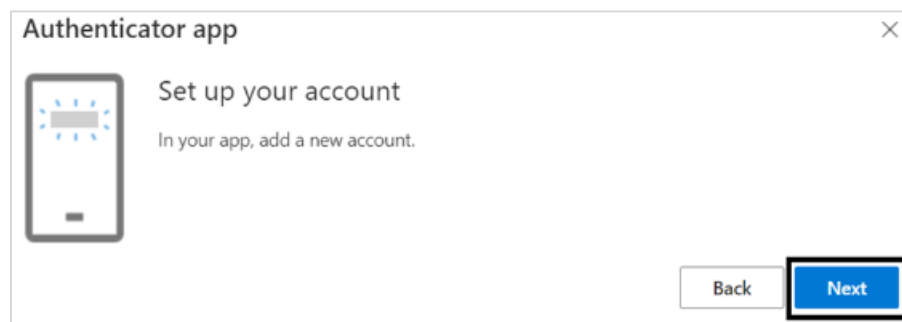 Authenticator app
Set up your account
In your app, add a new account.
Back Next